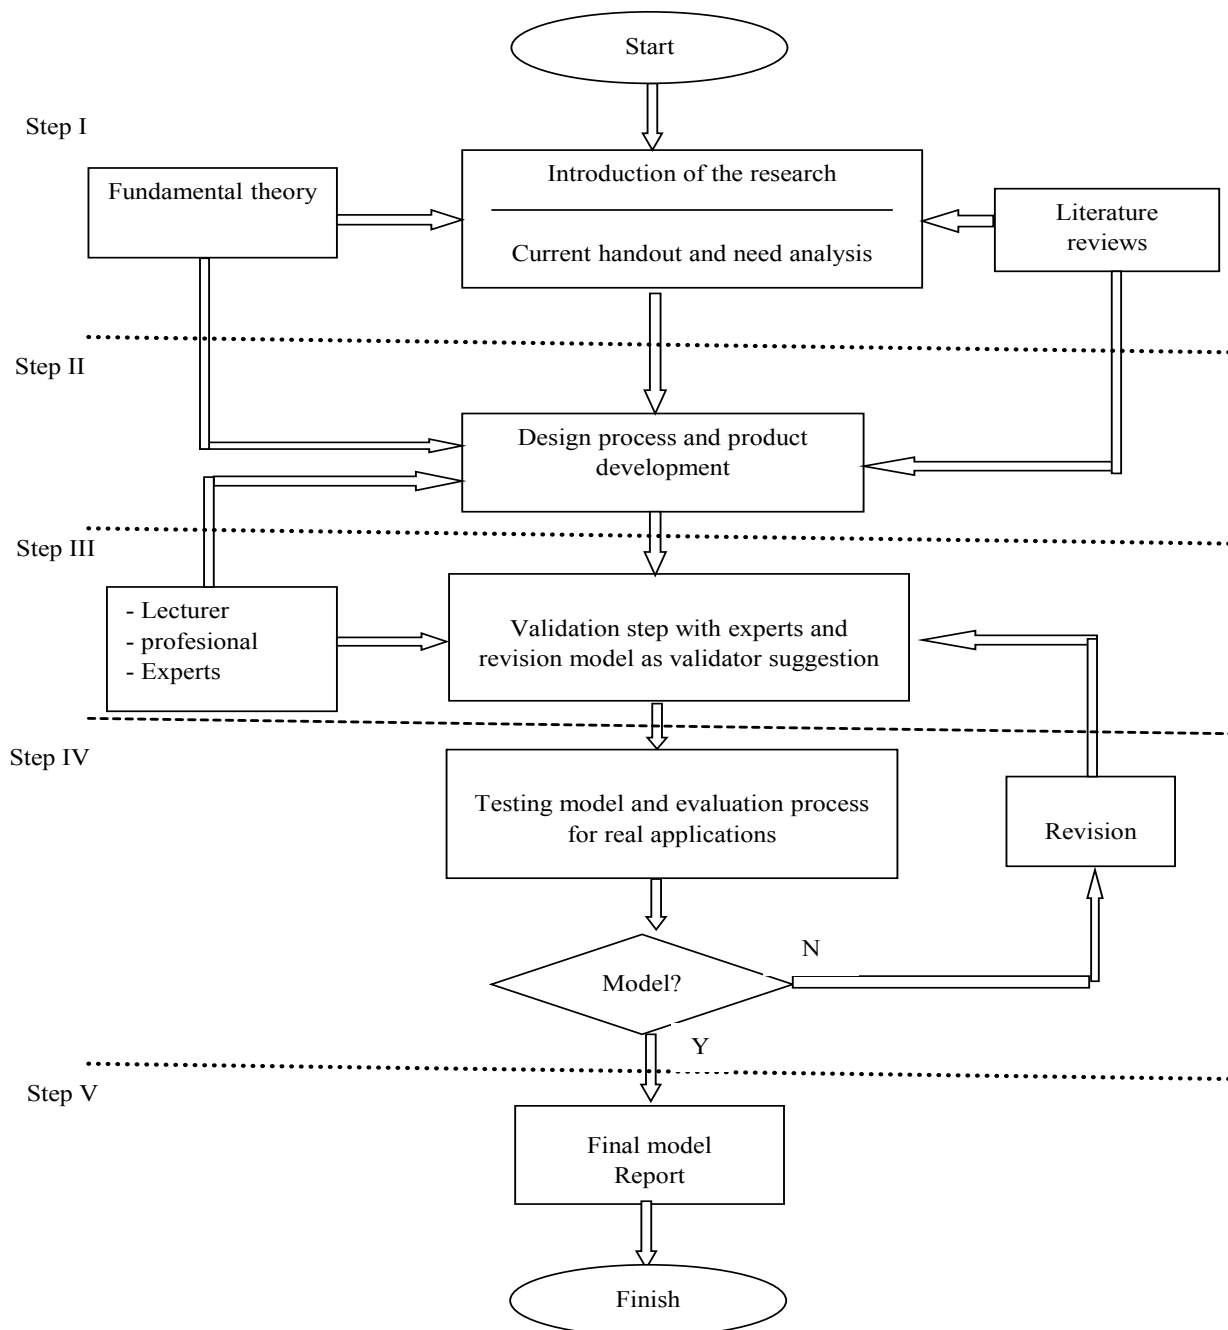 Start
Step I
Fundamental theory
Introduction of the research
Current handout and need analysis
Literature
reviews
Step II
Design process and product
development
Step III
- Lecturer
- profesional
- Experts
Validation step with experts and
revision model as validator suggestion
Step IV
Testing model and evaluation process
for real applications
Revision
N
Model?
Y
Step V
Final model
Report
Finish